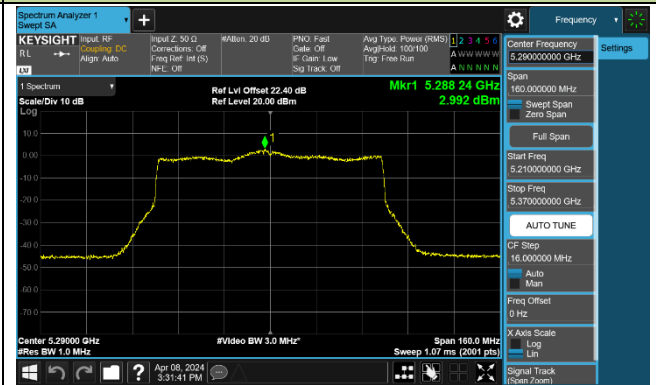 Spectrum Analyzer 1
Swept SA
+
Frequency
KEYSIGHT
RL
LXI
Input: RF
Coupling: DC
Align: Auto
Input Z: 50 Ω
Corrections: Off
Freq Ref: Int (S)
NFE: Off
#Atten: 20 dB
PNO: Fast
Gate: Off
IF Gain: Low
Sig Track: Off
Avg Type: Power (RMS)
Avg|Hold: 100/100
Trig: Free Run
1 2 3 4 5 6
A W W W W W
A N N N N N
1 Spectrum
Scale/Div 10 dB
Log
Ref Lvl Offset 22.40 dB
Ref Level 20.00 dBm
Mkr1 5.288 24 GHz
2.992 dBm
1
10.0
0.00
-10.0
-20.0
-30.0
-40.0
-50.0
-60.0
-70.0
Center 5.29000 GHz
#Res BW 1.0 MHz
#Video BW 3.0 MHz*
Span 160.0 MHz
Sweep 1.07 ms (2001 pts)
Apr 08, 2024
3:31:41 PM
Center Frequency
5.290000000 GHz
Span
160.000000 MHz
Swept Span
Zero Span
Full Span
Start Freq
5.210000000 GHz
Stop Freq
5.370000000 GHz
AUTO TUNE
CF Step
16.000000 MHz
Auto
Man
Freq Offset
0 Hz
X Axis Scale
Log
Lin
Signal Track
(Span Zoom)
Settings